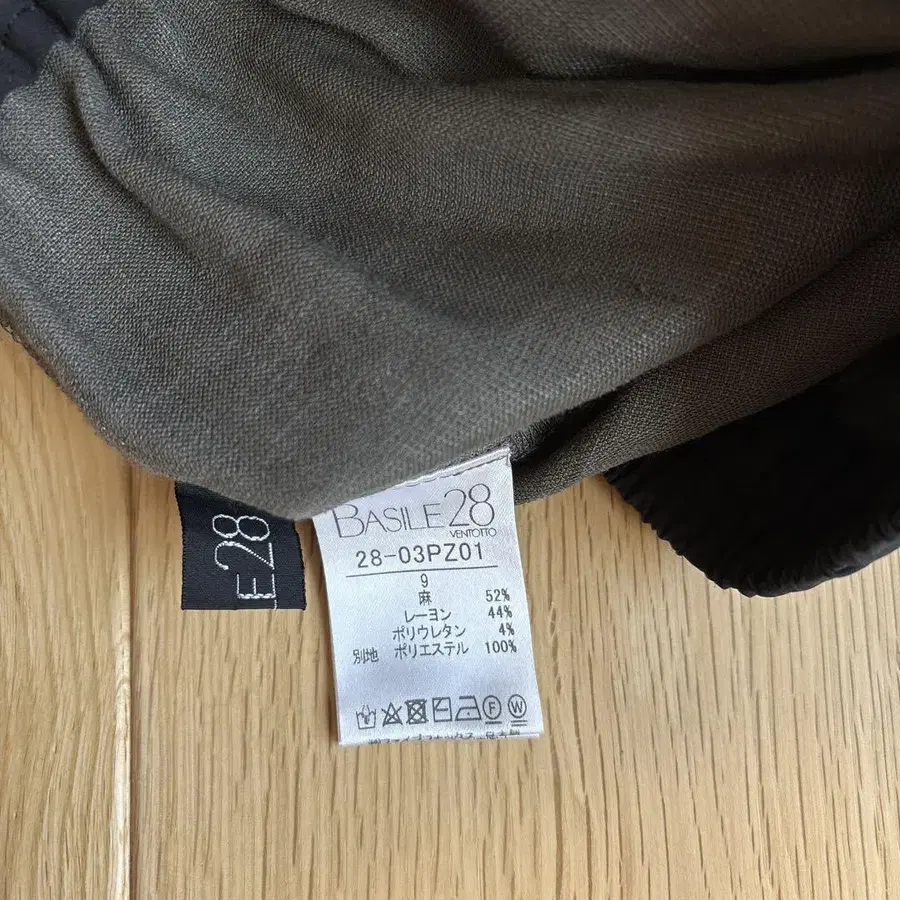 E28
BASILE28
VENTOTTO
28-03PZ01
9
麻 52%
レーヨン 44%
ポリウレタン 4%
別地 ポリエステル 100%
F W